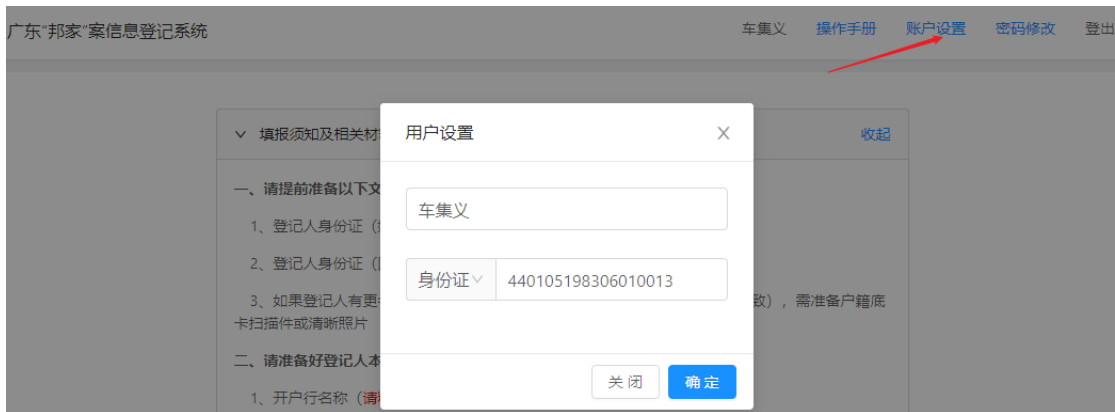 广东"邦家"案信息登记系统 车集义 操作手册 账户设置 密码修改 登出
填报须知及相关材 收起
用户设置
一、请提前准备以下文
车集义
1、登记人身份证（
2、登记人身份证（
身份证 440105198306010013
3、如果登记人有更 致），需准备户籍底
卡扫描件或清晰照片
二、请准备好登记人本
关闭 确定
1、开户行名称（请